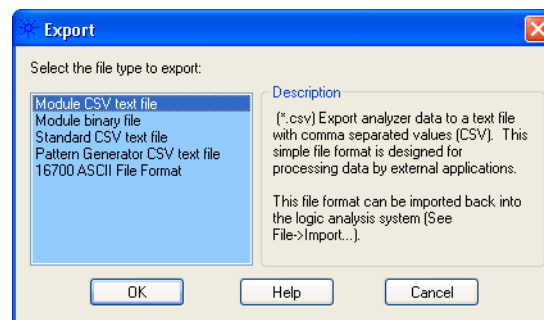 Export
Select the file type to export:
Module CSV text file
Module binary file
Standard CSV text file
Pattern Generator CSV text file
16700 ASCII File Format
Description
(*.csv) Export analyzer data to a text file
with comma separated values (CSV). This
simple file format is designed for
processing data by external applications.
This file format can be imported back into
the logic analysis system (See
File->Import...).
OK
Help
Cancel